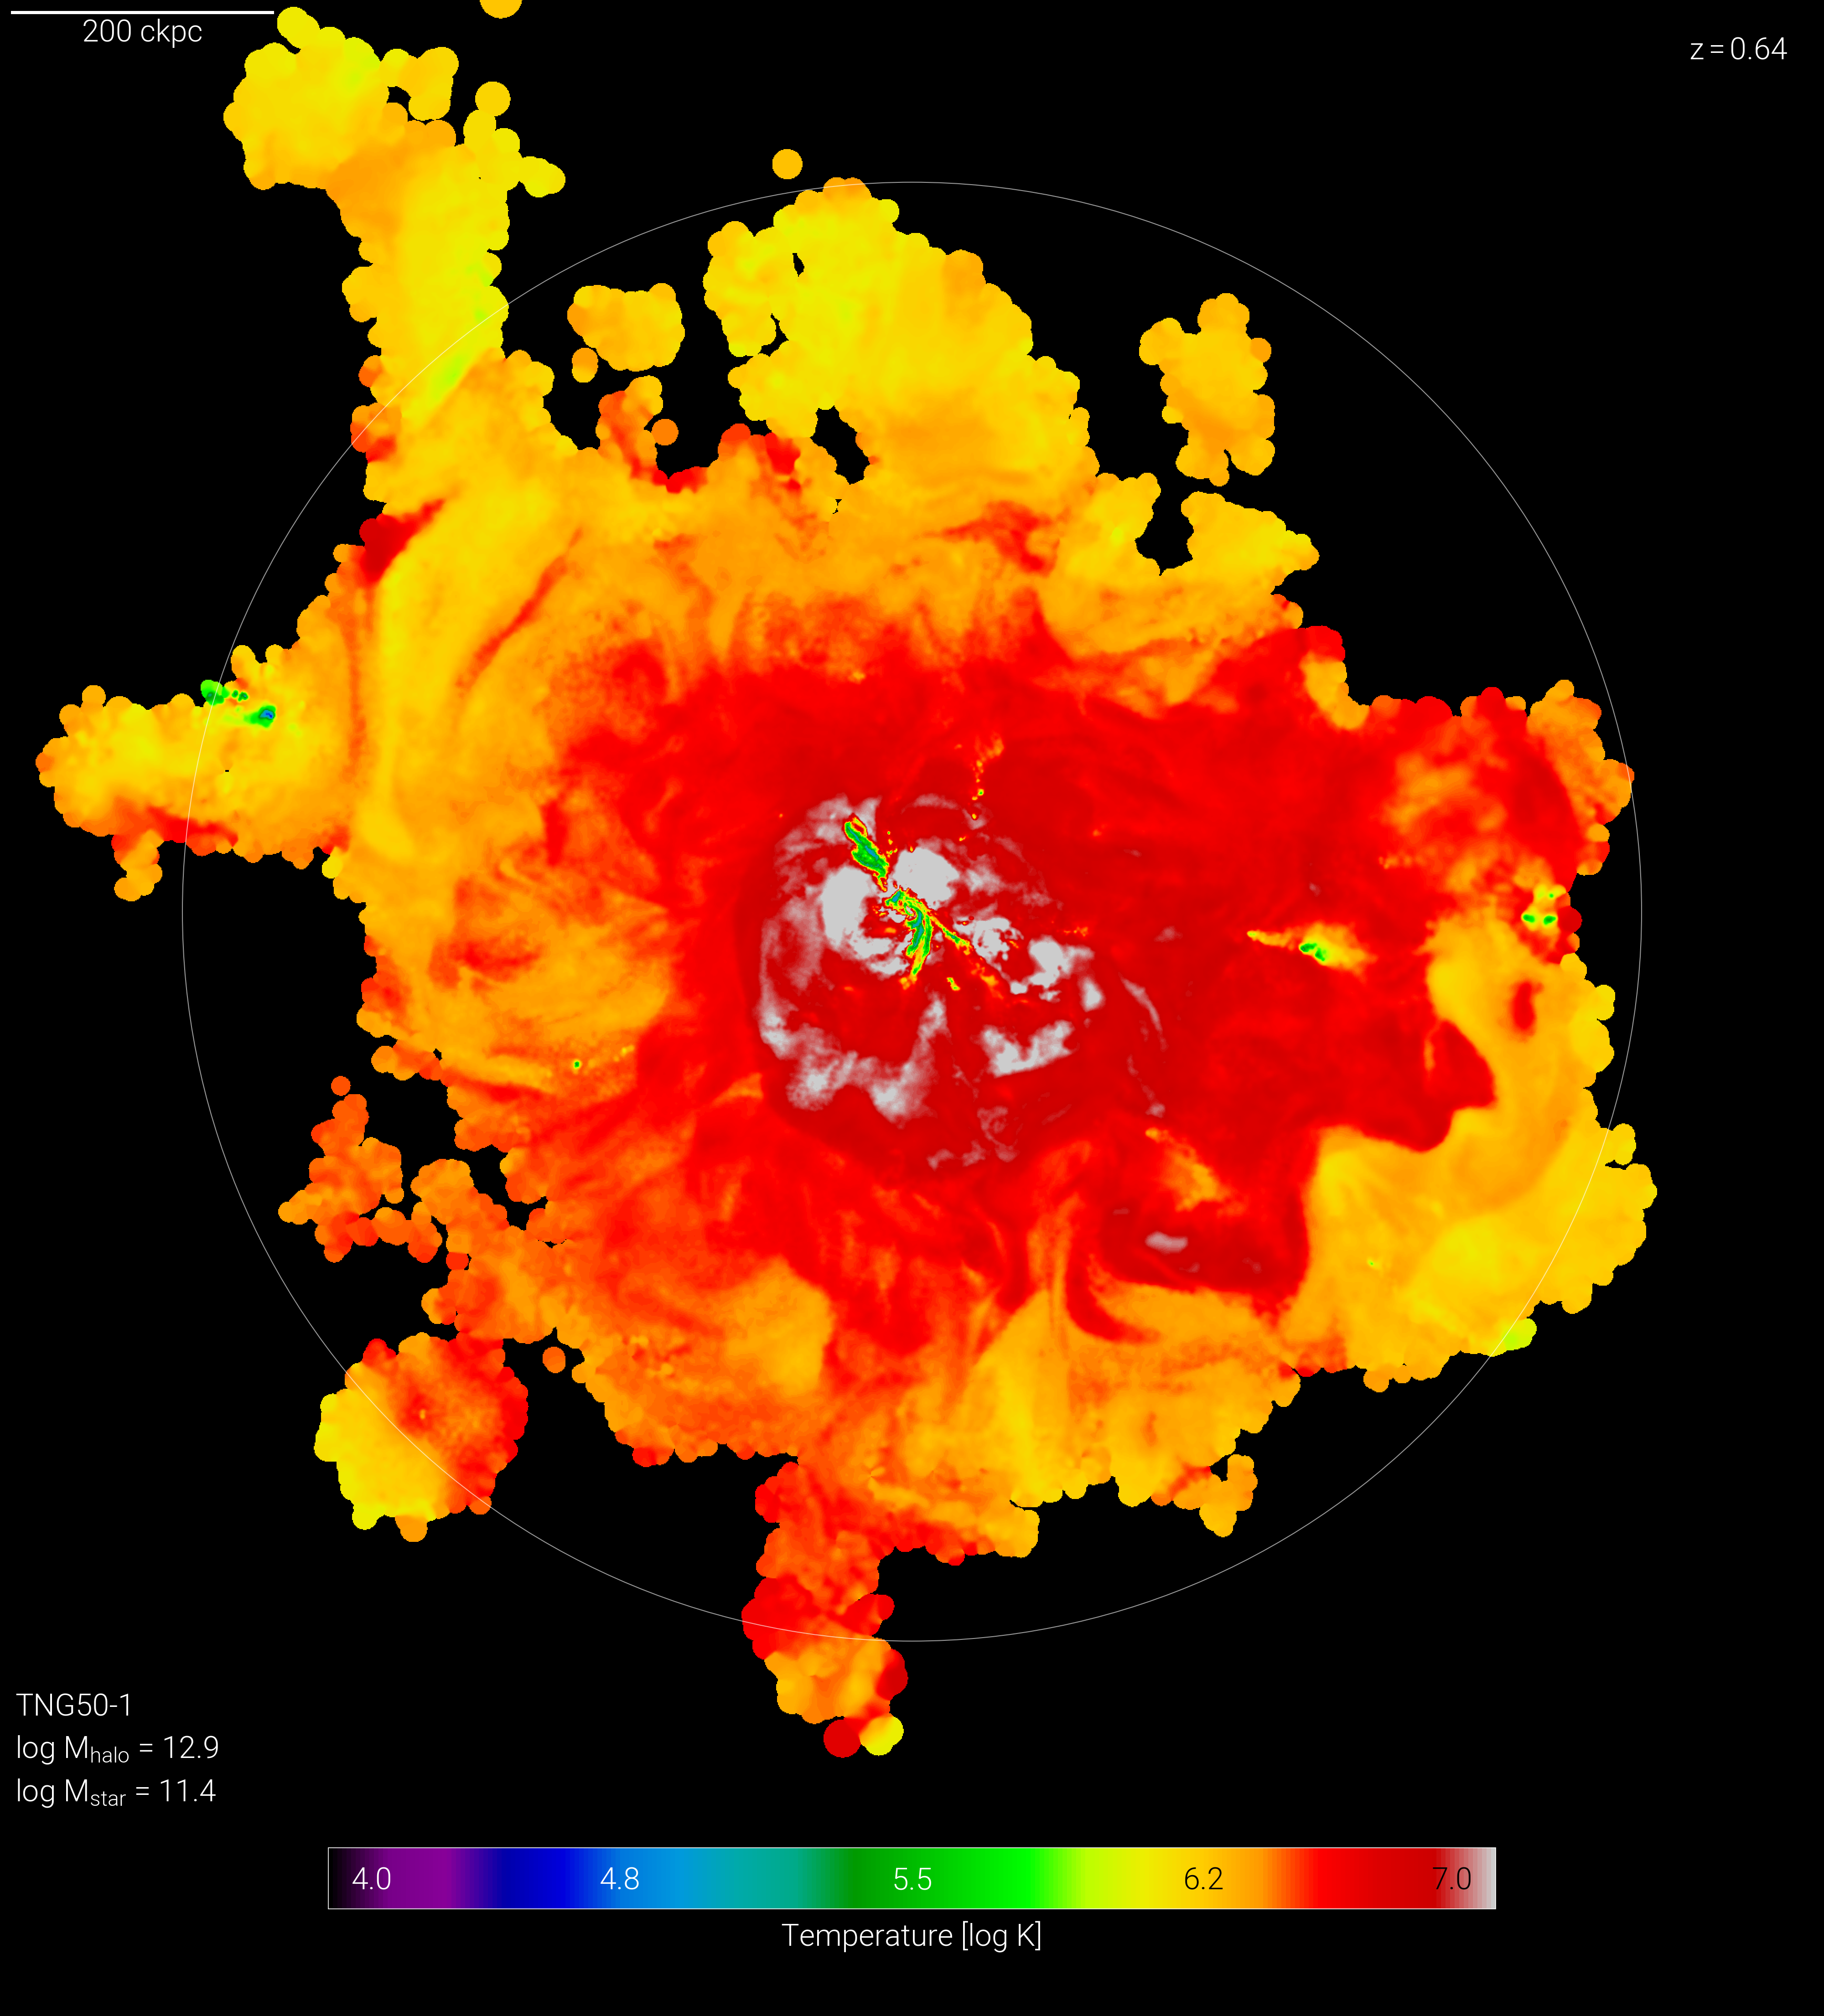 200 ckpc
z = 0.64
TNG50-1
log Mhalo = 12.9
log Mstar = 11.4
4.0 4.8 5.5 6.2 7.0
Temperature [log K]